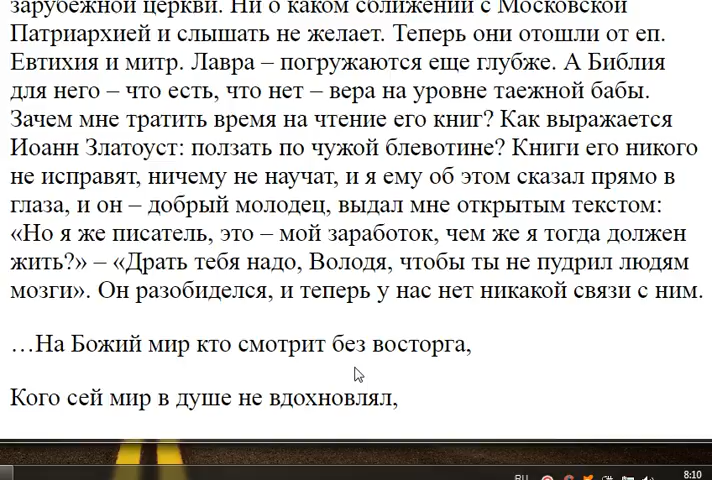 зарубежной церкви. Ни о каком сближении с Московской
Патриархией и слышать не желает. Теперь они отошли от еп.
Евтихия и митр. Лавра – погружаются еще глубже. А Библия
для него – что есть, что нет – вера на уровне таежной бабы.
Зачем мне тратить время на чтение его книг? Как выражается
Иоанн Златоуст: ползать по чужой блевотине? Книги его никого
не исправят, ничему не научат, и я ему об этом сказал прямо в
глаза, и он – добрый молодец, выдал мне открытым текстом:
«Но я же писатель, это – мой заработок, чем же я тогда должен
жить?» – «Драть тебя надо, Володя, чтобы ты не пудрил людям
мозги». Он разобиделся, и теперь у нас нет никакой связи с ним.
…На Божий мир кто смотрит без восторга,
Кого сей мир в душе не вдохновлял,
RU 8:10